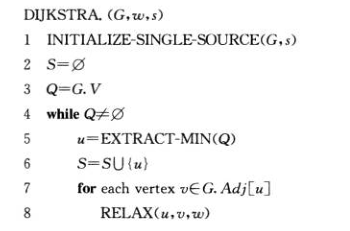 DIJKSTRA. (G,w,s)
1 INITIALIZE-SINGLE-SOURCE(G,s)
2 S=∅
3 Q=G.V
4 while Q≠∅
5 u=EXTRACT-MIN(Q)
6 S=S∪{u}
7 for each vertex v∈G.Adj[u]
8 RELAX(u,v,w)